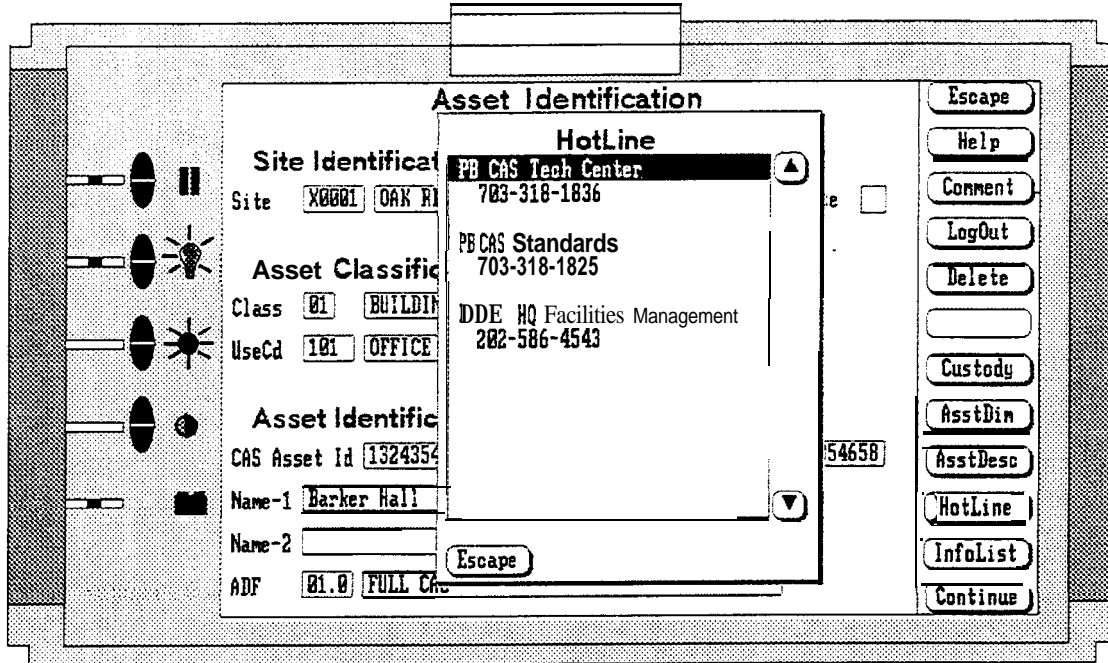 Asset Identification
HotLine
PB CAS Tech Center
703-318-1836
PB CAS Standards
703-318-1825
DDE HQ Facilities Management
202-586-4543
Escape
Site Identificat
Site X0001 OAK RI
Asset Classific
Class 01 BUILDIN
UseCd 101 OFFICE
Asset Identific
CAS Asset Id 1324354 54658
Name-1 Barker Hall
Name-2
ADF 01.0 FULL
Escape
Help
Comment
LogOut
Delete
Custody
AsstDim
AsstDesc
HotLine
InfoList
Continue